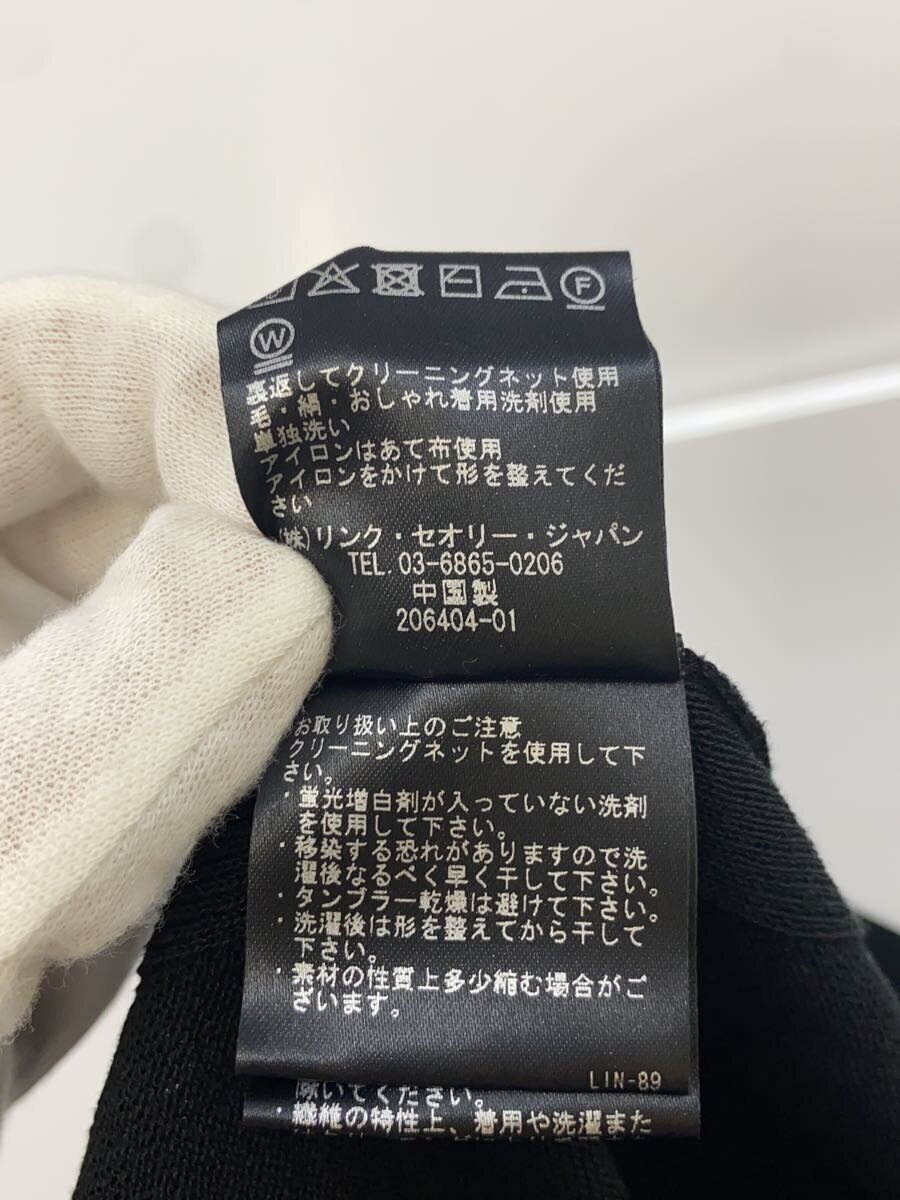 W
F
裏返してクリーニングネット使用
毛・絹・おしゃれ着用洗剤使用
単独洗い
アイロンはあて布使用
アイロンをかけて形を整えてくだ
さい
(株)リンク・セオリー・ジャパン
TEL.03-6865-0206
中国製
206404-01
お取り扱い上のご注意
クリーニングネットを使用して下
さい。
・蛍光増白剤が入っていない洗剤
を使用して下さい。
・移染する恐れがありますので洗
濯後なるべく早く干して下さい。
・タンブラー乾燥は避けて下さい。
・洗濯後は形を整えてから干して
下さい。
・素材の性質上多少縮む場合がご
ざいます。
LIN-89
除いてください。
・繊維の特性上、着用や洗濯また